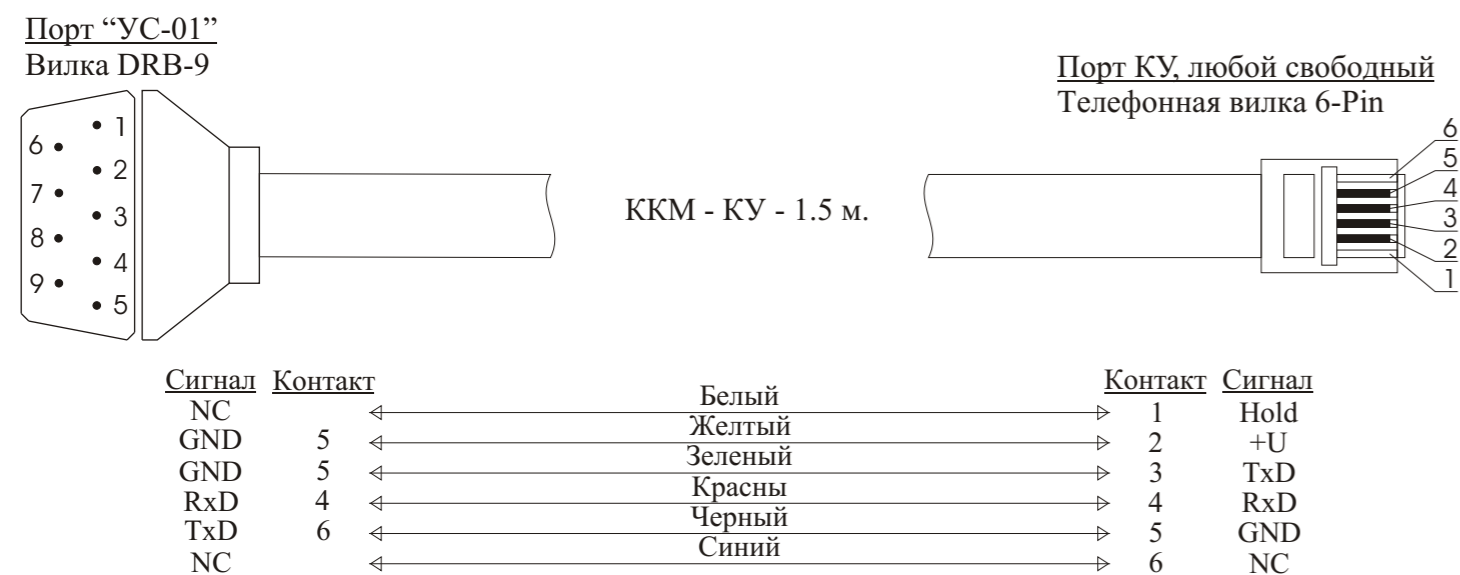 Порт “УС-01”
Вилка DRB-9
Порт КУ, любой свободный
Телефонная вилка 6-Pin
1
6
2
7
3
8
4
9
5
ККМ - КУ - 1.5 м.
6
5
4
3
2
1
Сигнал Контакт Контакт Сигнал
NC Белый 1 Hold
GND 5 Желтый 2 +U
GND 5 Зеленый 3 TxD
RxD 4 Красны 4 RxD
TxD 6 Черный 5 GND
NC Синий 6 NC